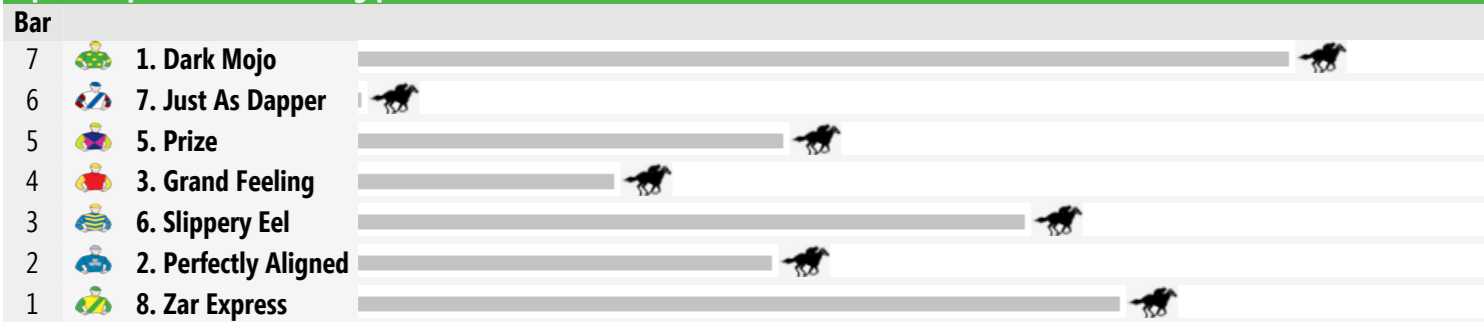 Bar
7 1. Dark Mojo
6 7. Just As Dapper
5 5. Prize
4 3. Grand Feeling
3 6. Slippery Eel
2 2. Perfectly Aligned
1 8. Zar Express